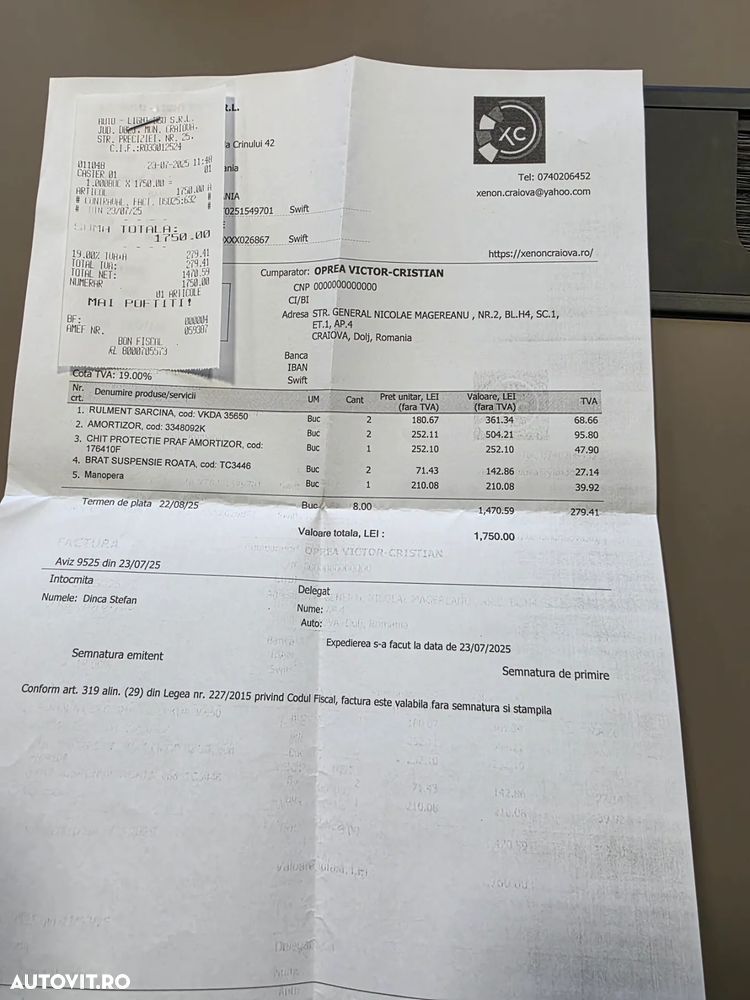 AUTO - LIGHT ISO S.R.L.
JUD. DOLJ, MUN. CRAIOVA,
STR. PRECIZIEI, NR. 25,
C.I.F.:RO33012524
011048 23-07-2025 11:48
CASIER 01 01
1.000BUC X 1750.00 =
ARTICOL 1750.00 A
# CONTRAVAL. FACT. DSD25:632 #
# DIN 23/07/25 #
SUMA TOTALA:
1750.00
19.00% TVA=A 279.41
TOTAL TVA: 279.41
TOTAL NET: 1470.59
NUMERAR 1750.00
01 ARTICOLE
MAI POFTITI!
BF: 000004
AMEF NR. 059307
BON FISCAL
R.L.
a Crinului 42
ania
ANIA
0251549701 Swift
XXX026867 Swift
XC
Tel: 0740206452
xenon.craiova@yahoo.com
https://xenoncraiova.ro/
Cumparator: OPREA VICTOR-CRISTIAN
CNP 0000000000000
CI/BI
Adresa STR. GENERAL NICOLAE MAGEREANU , NR.2, BL.H4, SC.1,
ET.1, AP.4
CRAIOVA, Dolj, Romania
Banca
IBAN
Swift
Cota TVA: 19.00%
Nr. crt. Denumire produse/servicii UM Cant Pret unitar, LEI (fara TVA) Valoare, LEI (fara TVA) TVA
1. RULMENT SARCINA, cod: VKDA 35650 Buc 2 180.67 361.34 68.66
2. AMORTIZOR, cod: 3348092K Buc 2 252.11 504.21 95.80
3. CHIT PROTECTIE PRAF AMORTIZOR, cod: Buc 1 252.10 252.10 47.90
176410F
4. BRAT SUSPENSIE ROATA, cod: TC3446 Buc 2 71.43 142.86 27.14
5. Manopera Buc 1 210.08 210.08 39.92
Termen de plata 22/08/25 Buc 8.00 1,470.59 279.41
Valoare totala, LEI : 1,750.00
Aviz 9525 din 23/07/25
Intocmita
Numele: Dinca Stefan
Delegat
Nume:
Auto:
Expedierea s-a facut la data de 23/07/2025
Semnatura emitent
Semnatura de primire
Conform art. 319 alin. (29) din Legea nr. 227/2015 privind Codul Fiscal, factura este valabila fara semnatura si stampila
AUTOVIT.RO